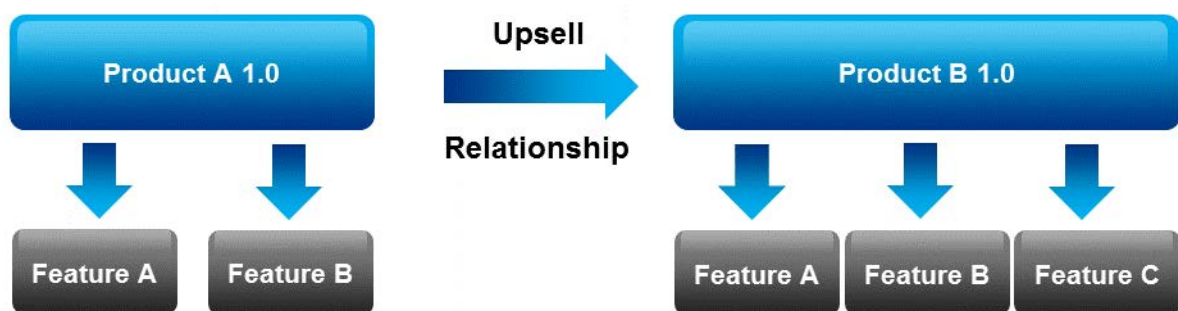 Product A 1.0
Upsell
Relationship
Product B 1.0
Feature A
Feature B
Feature A
Feature B
Feature C